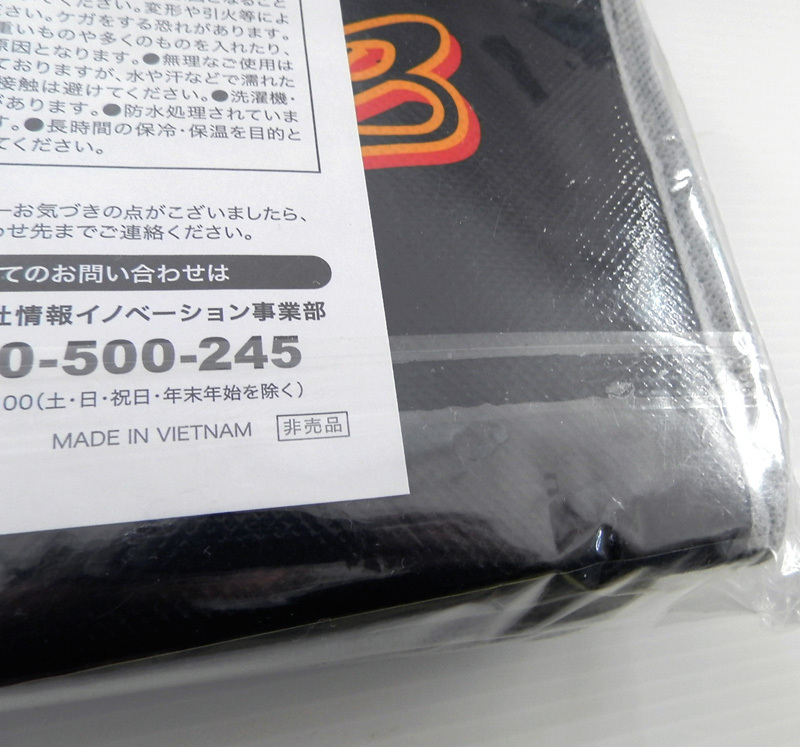 てください。変形や引火等によ
さい。ケガをする恐れがあります。
重いものや多くのものを入れたり、
原因となります。●無理なご使用は
ておりますが、水や汗などで濡れた
接触は避けてください。●洗濯機・
があります。●防水処理されていま
す。●長時間の保冷・保温を目的と
てください。
一お気づきの点がございましたら、
わせ先までご連絡ください。
てのお問い合わせは
社情報イノベーション事業部
0-500-245
00(土・日・祝日・年末年始を除く)
MADE IN VIETNAM 非売品
B